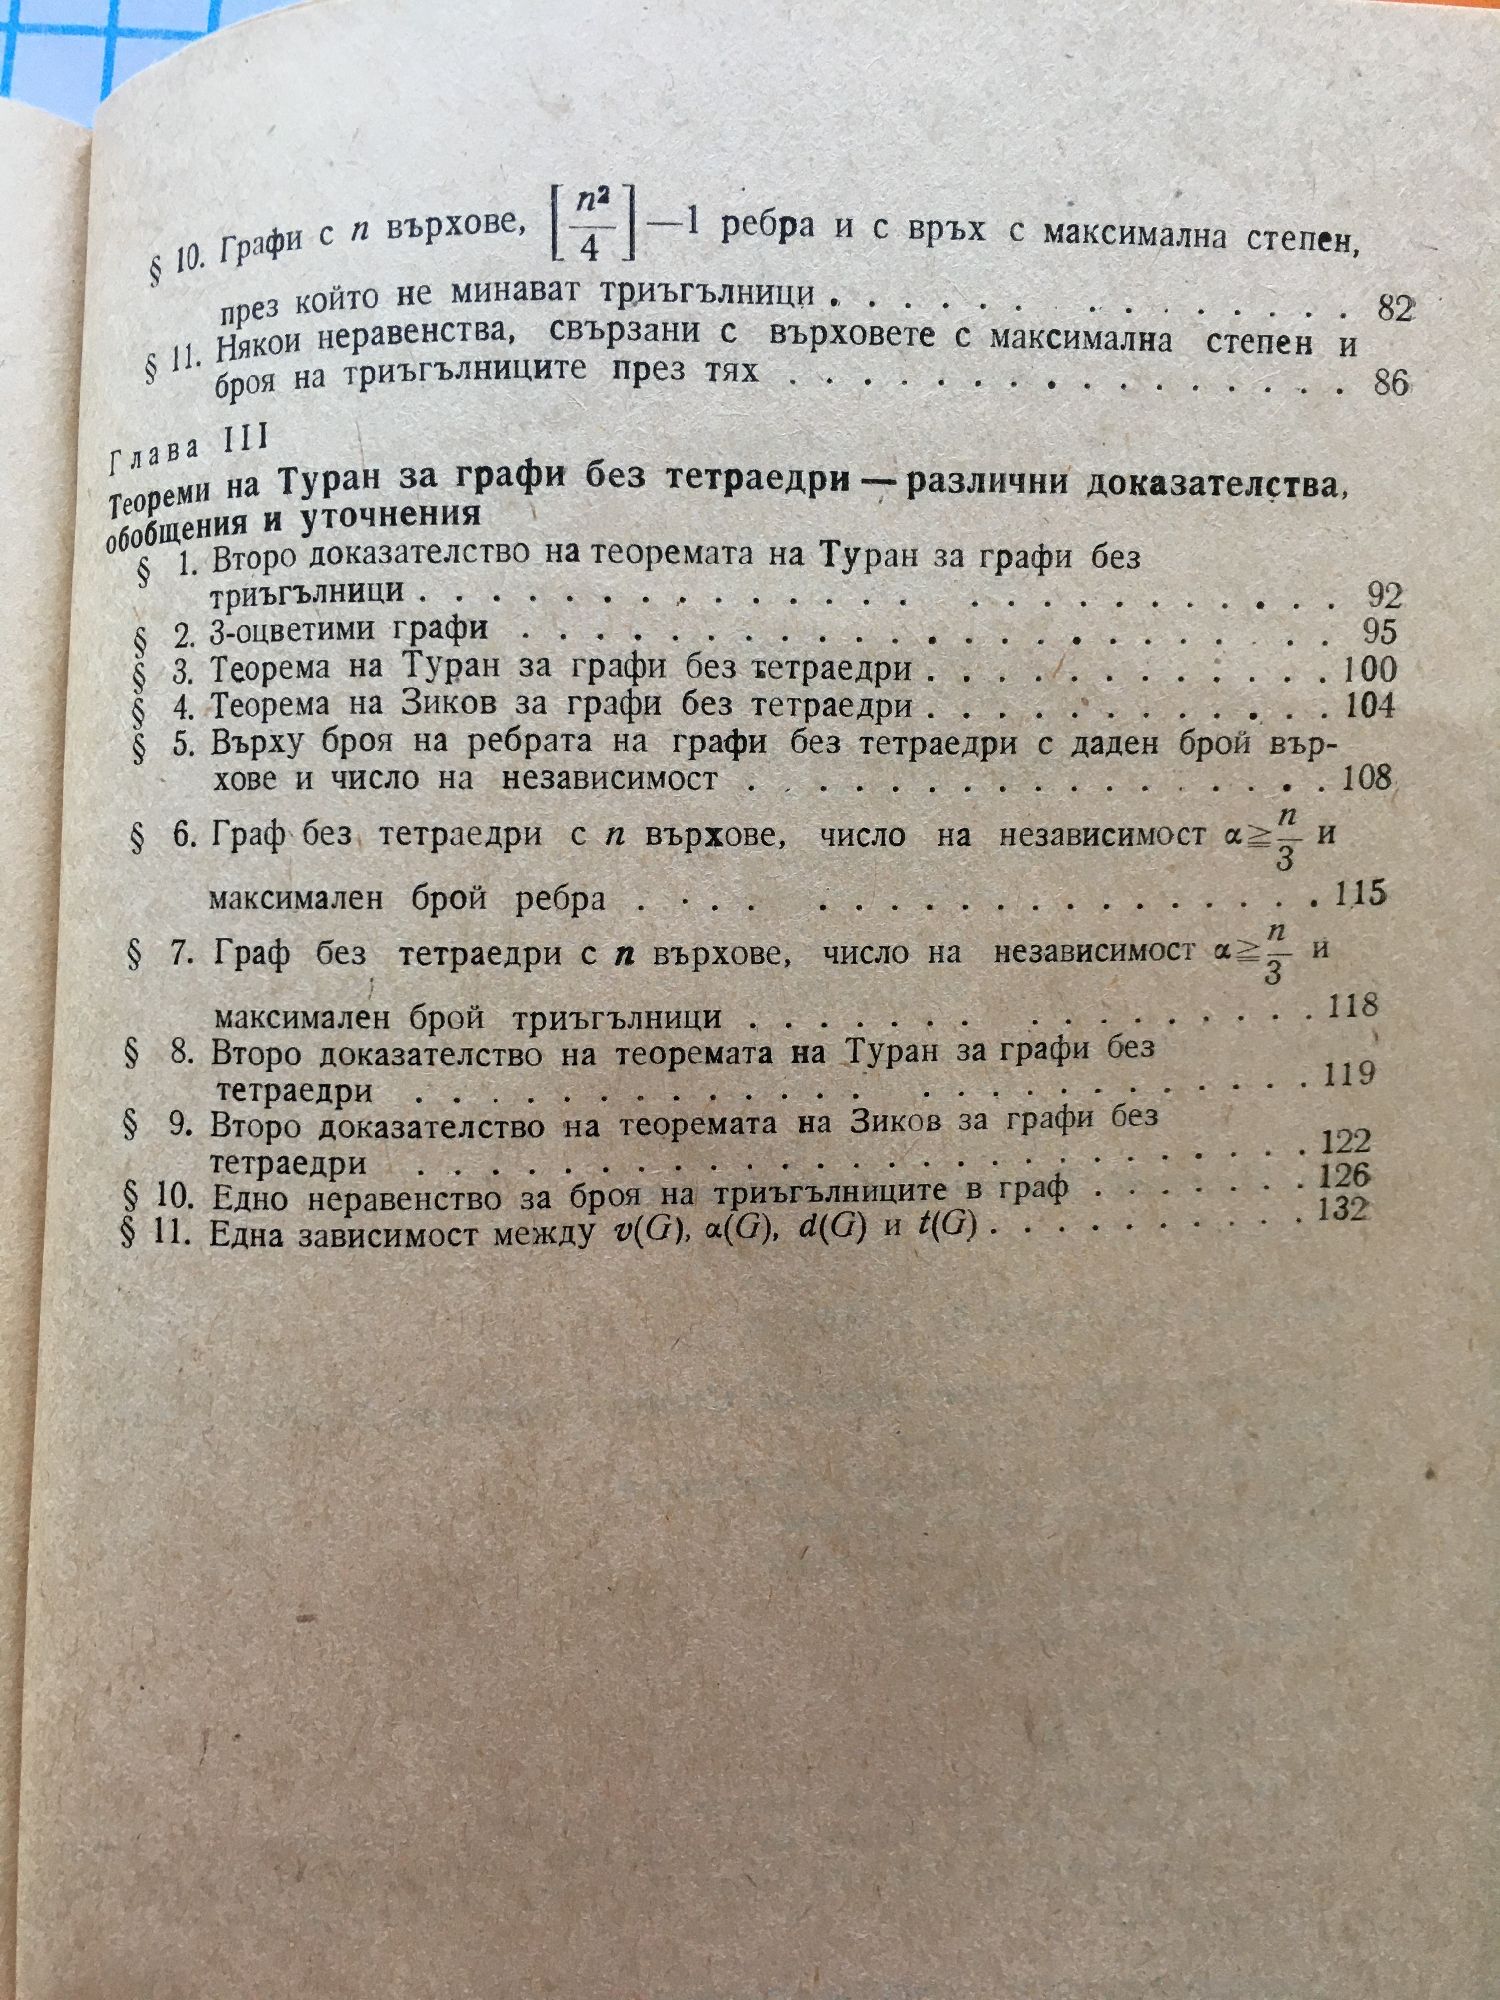 § 10. Графи с n върхове, [n²/4]—1 ребра и с връх с максимална степен,
през който не минават триъгълници . . . . . . . . . . . . . . 82
§ 11. Някои неравенства, свързани с върховете с максимална степен и
броя на триъгълниците през тях . . . . . . . . . . . . . . . . 86
Глава III
Теореми на Туран за графи без тетраедри — различни доказателства,
обобщения и уточнения
§ 1. Второ доказателство на теоремата на Туран за графи без
триъгълници . . . . . . . . . . . . . . . . . . . . . . . . . 92
§ 2. 3-оцветими графи . . . . . . . . . . . . . . . . . . . . . . 95
§ 3. Теорема на Туран за графи без тетраедри . . . . . . . . . . . . 100
§ 4. Теорема на Зиков за графи без тетраедри . . . . . . . . . . . . 104
§ 5. Върху броя на ребрата на графи без тетраедри с даден брой вър-
хове и число на независимост . . . . . . . . . . . . . . . . 108
§ 6. Граф без тетраедри с n върхове, число на независимост α≧n/3 и
максимален брой ребра . . . . . . . . . . . . . . . . . . 115
§ 7. Граф без тетраедри с n върхове, число на независимост α≧n/3 и
максимален брой триъгълници . . . . . . . . . . . . . . . . 118
§ 8. Второ доказателство на теоремата на Туран за графи без
тетраедри . . . . . . . . . . . . . . . . . . . . . . . . . 119
§ 9. Второ доказателство на теоремата на Зиков за графи без
тетраедри . . . . . . . . . . . . . . . . . . . . . . . . . 122
§ 10. Едно неравенство за броя на триъгълниците в граф . . . . . . . 126
§ 11. Една зависимост между v(G), α(G), d(G) и t(G) . . . . . . . . . . 132